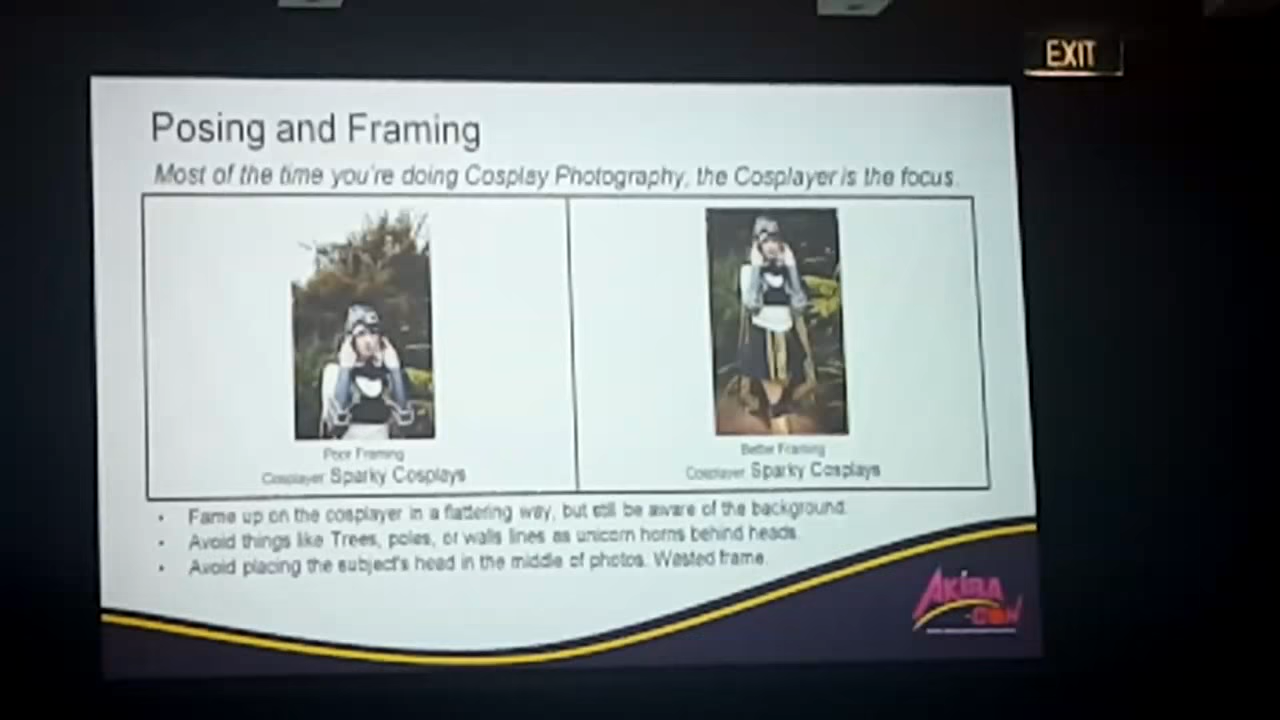 EXIT
Posing and Framing
Most of the time you're doing Cosplay Photography, the Cosplayer is the focus.
Poor Framing
Cosplayer Sparky Cosplays
Better Framing
Cosplayer Sparky Cosplays
• Fame up on the cosplayer in a flattering way, but still be aware of the background.
• Avoid things like Trees, poles, or walls lines as unicorn horns behind heads.
• Avoid placing the subject's head in the middle of photos. Wasted frame.
AKIBA
-CON